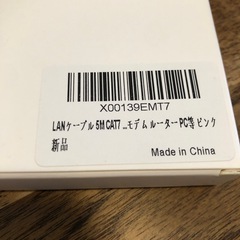 X00139EMT7
LANケーブル 5m CAT7 ...モデム ルーター PC等 ピンク
新品
Made in China